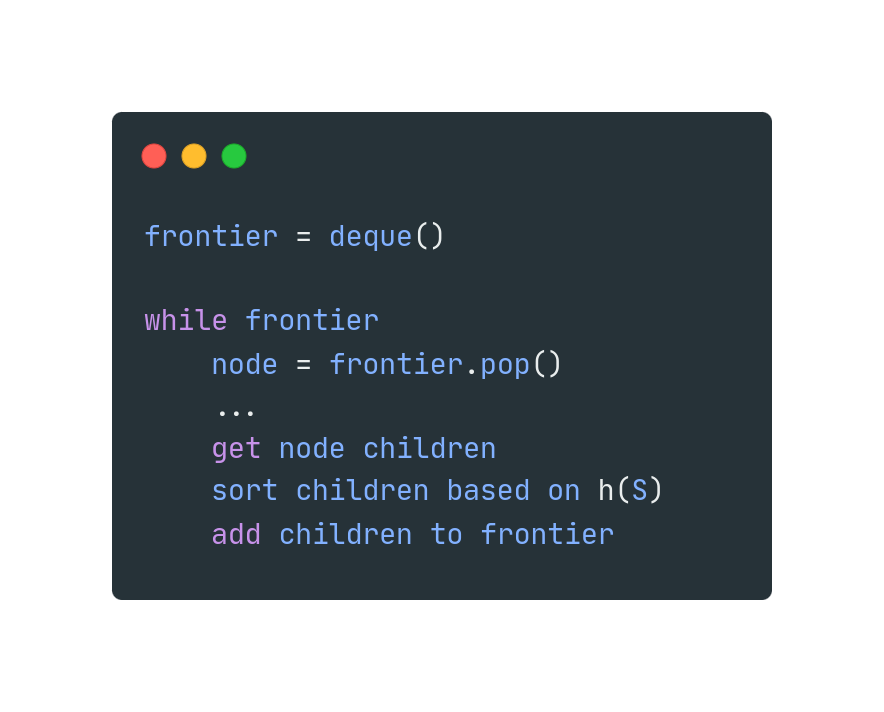 frontier = deque()
while frontier
node = frontier.pop()
...
get node children
sort children based on h(S)
add children to frontier